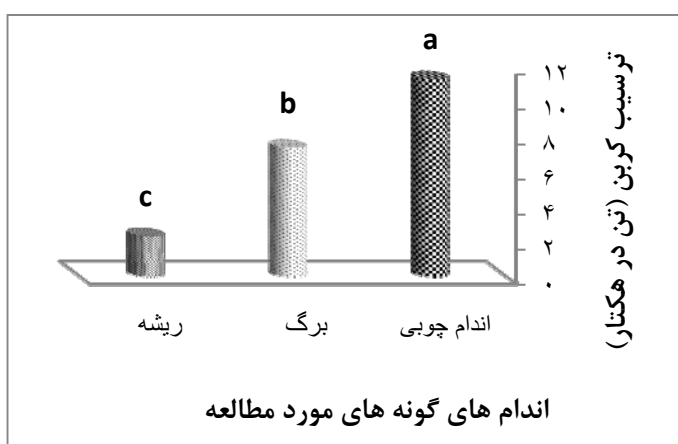 a
b
c
۱۲
۱۰
۸
۶
۴
۲
۰
ترسیب کربن (تن در هکتار)
اندام چوبی
برگ
ریشه
اندام های گونه های مورد مطالعه